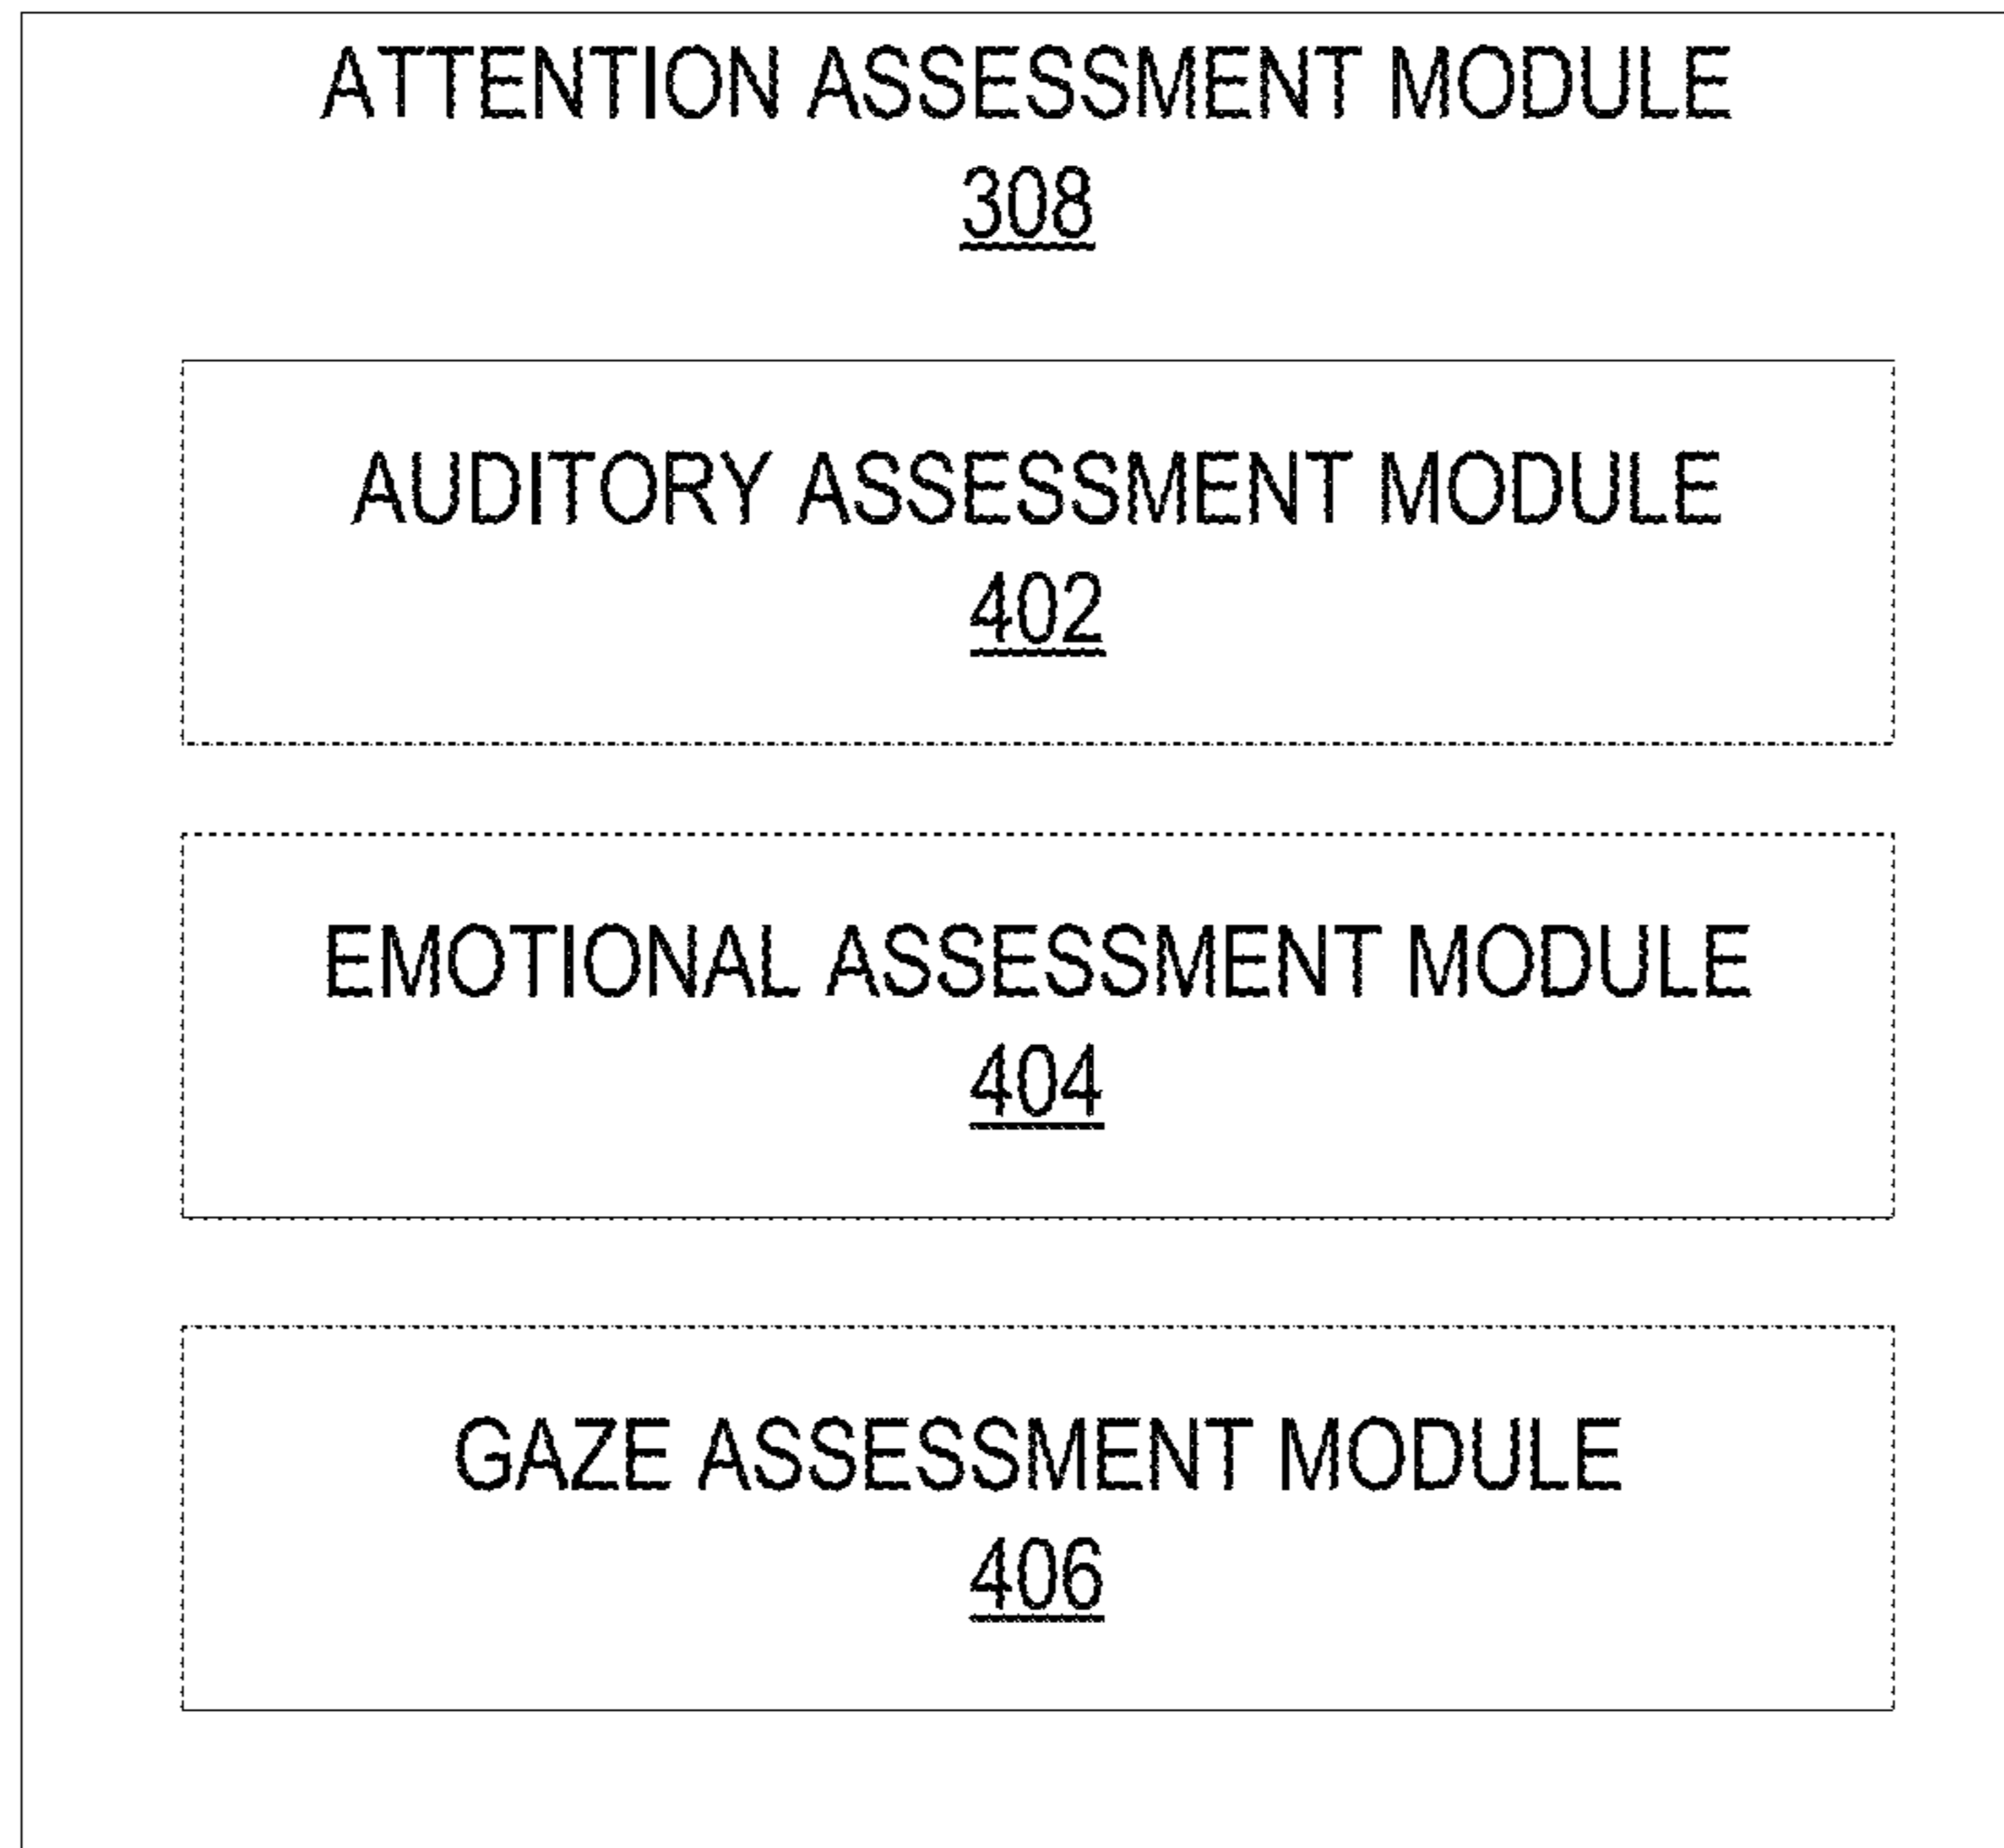 ATTENTION ASSESSMENT MODULE
308
AUDITORY ASSESSMENT MODULE
402
EMOTIONAL ASSESSMENT MODULE
404
GAZE ASSESSMENT MODULE
406